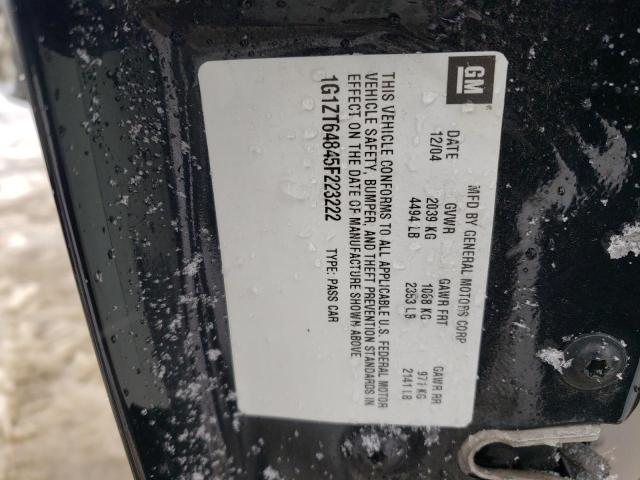 GM
MFD BY GENERAL MOTORS CORP
DATE GVWR GAWR FRT GAWR RR
12/04 2039 KG 1068 KG 971 KG
4494 LB 2353 LB 2141 LB
THIS VEHICLE CONFORMS TO ALL APPLICABLE U.S. FEDERAL MOTOR
VEHICLE SAFETY, BUMPER, AND THEFT PREVENTION STANDARDS IN
EFFECT ON THE DATE OF MANUFACTURE SHOWN ABOVE
1G1ZT64845F223222 TYPE: PASS CAR